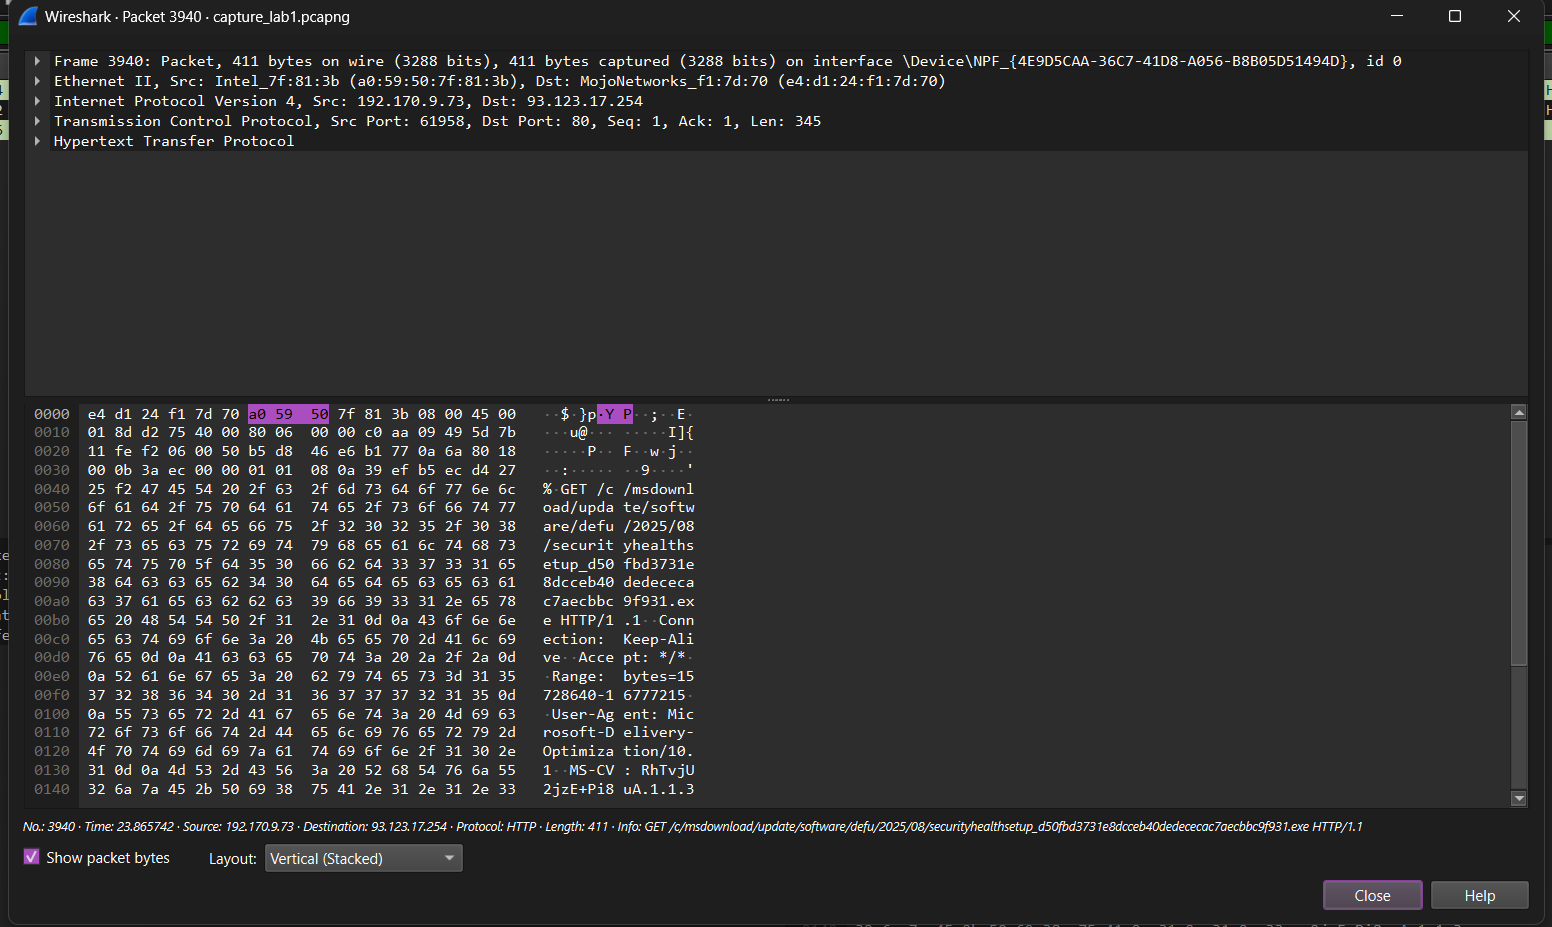 Wireshark · Packet 3940 · capture_lab1.pcapng
Frame 3940: Packet, 411 bytes on wire (3288 bits), 411 bytes captured (3288 bits) on interface \Device\NPF_{4E9D5CAA-36C7-41D8-A056-B8B05D51494D}, id 0
Ethernet II, Src: Intel_7f:81:3b (a0:59:50:7f:81:3b), Dst: MojoNetworks_f1:7d:70 (e4:d1:24:f1:7d:70)
Internet Protocol Version 4, Src: 192.170.9.73, Dst: 93.123.17.254
Transmission Control Protocol, Src Port: 61958, Dst Port: 80, Seq: 1, Ack: 1, Len: 345
Hypertext Transfer Protocol
0000 e4 d1 24 f1 7d 70 a0 59 50 7f 81 3b 08 00 45 00 ··$·}p·Y P··;··E·
0010 01 8d d2 75 40 00 80 06 00 00 c0 aa 09 49 5d 7b ···u@··· ·····I]{
0020 11 fe f2 06 00 50 b5 d8 46 e6 b1 77 0a 6a 80 18 ·····P·· F··w·j··
0030 00 0b 3a ec 00 00 01 01 08 0a 39 ef b5 ec d4 27 ··:····· ··9····'
0040 25 f2 47 45 54 20 2f 63 2f 6d 73 64 6f 77 6e 6c %·GET /c /msdownl
0050 6f 61 64 2f 75 70 64 61 74 65 2f 73 6f 66 74 77 oad/upda te/softw
0060 61 72 65 2f 64 65 66 75 2f 32 30 32 35 2f 30 38 are/defu /2025/08
0070 2f 73 65 63 75 72 69 74 79 68 65 61 6c 74 68 73 /securit yhealths
0080 65 74 75 70 5f 64 35 30 66 62 64 33 37 33 31 65 etup_d50 fbd3731e
0090 38 64 63 63 65 62 34 30 64 65 64 65 63 65 63 61 8dcceb40 dedececa
00a0 63 37 61 65 63 62 62 63 39 66 39 33 31 2e 65 78 c7aecbbc 9f931.ex
00b0 65 20 48 54 54 50 2f 31 2e 31 0d 0a 43 6f 6e 6e e HTTP/1 .1··Conn
00c0 65 63 74 69 6f 6e 3a 20 4b 65 65 70 2d 41 6c 69 ection: Keep-Ali
00d0 76 65 0d 0a 41 63 63 65 70 74 3a 20 2a 2f 2a 0d ve··Acce pt: */*·
00e0 0a 52 61 6e 67 65 3a 20 62 79 74 65 73 3d 31 35 ·Range: bytes=15
00f0 37 32 38 36 34 30 2d 31 36 37 37 37 32 31 35 0d 728640-1 6777215·
0100 0a 55 73 65 72 2d 41 67 65 6e 74 3a 20 4d 69 63 ·User-Ag ent: Mic
0110 72 6f 73 6f 66 74 2d 44 65 6c 69 76 65 72 79 2d rosoft-D elivery-
0120 4f 70 74 69 6d 69 7a 61 74 69 6f 6e 2f 31 30 2e Optimiza tion/10.
0130 31 0d 0a 4d 53 2d 43 56 3a 20 52 68 54 76 6a 55 1··MS-CV : RhTvjU
0140 32 6a 7a 45 2b 50 69 38 75 41 2e 31 2e 31 2e 33 2jzE+Pi8 uA.1.1.3
No.: 3940 · Time: 23.865742 · Source: 192.170.9.73 · Destination: 93.123.17.254 · Protocol: HTTP · Length: 411 · Info: GET /c/msdownload/update/software/defu/2025/08/securityhealthsetup_d50fbd3731e8dcceb40dedececac7aecbbc9f931.exe HTTP/1.1
Show packet bytes Layout: Vertical (Stacked)
Close Help